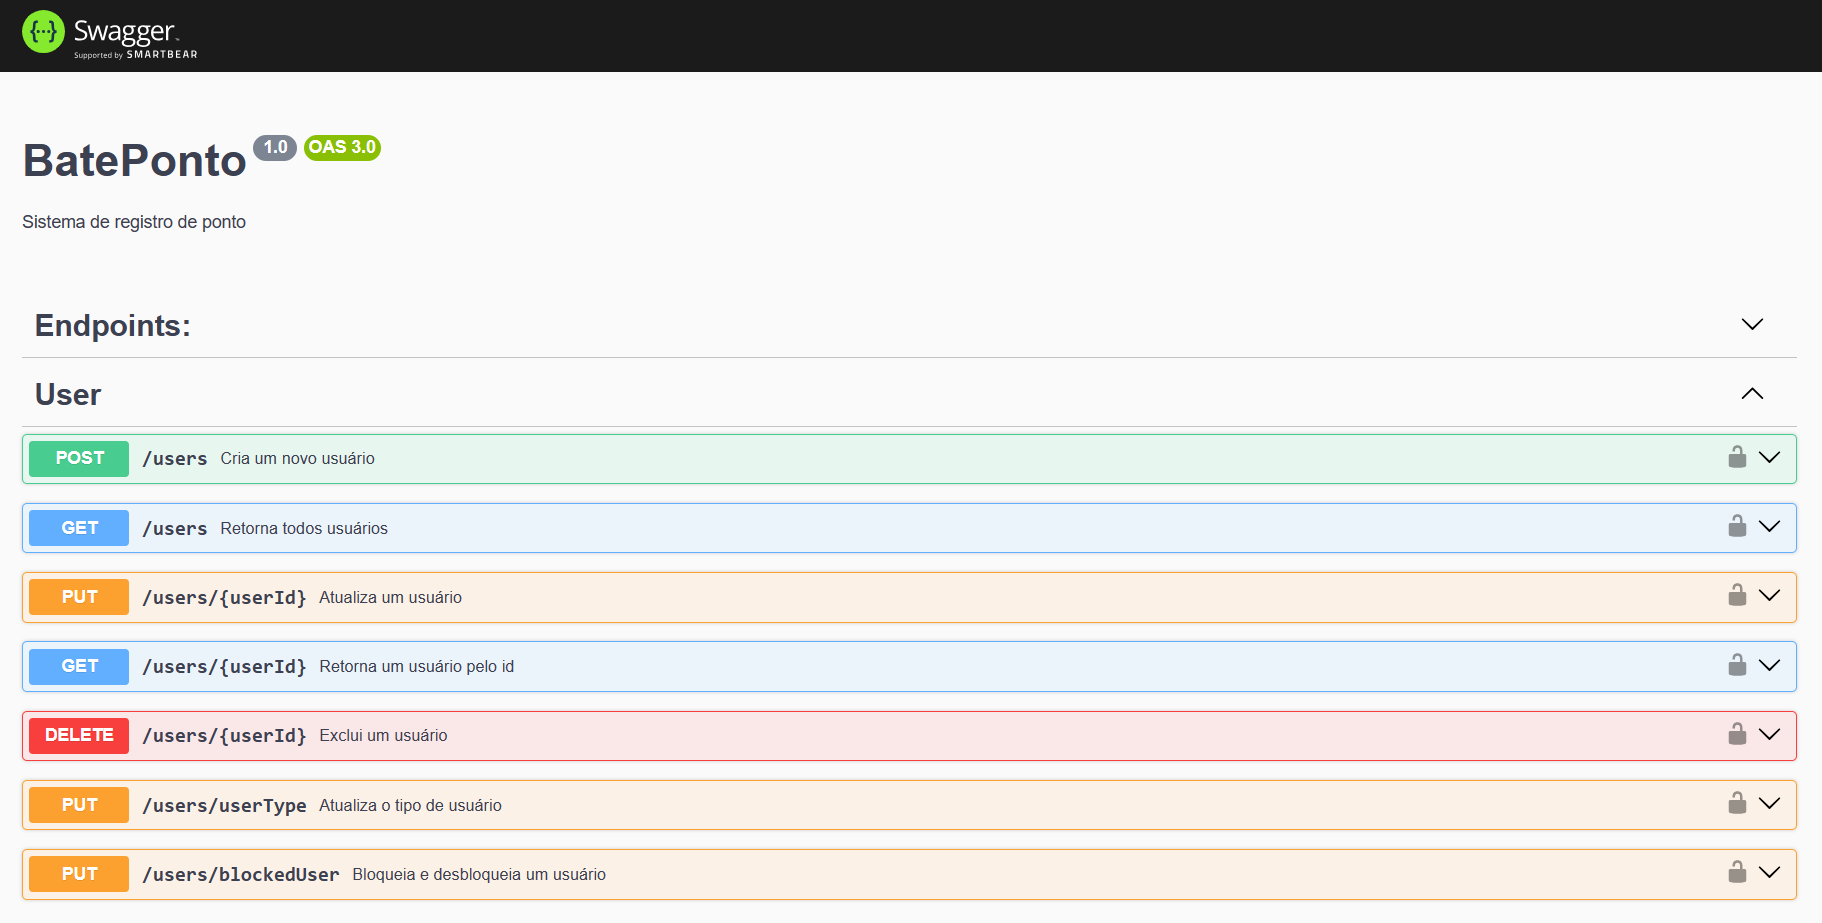 Swagger
Supported by SMARTBEAR
BatePonto 1.0 OAS 3.0
Sistema de registro de ponto
Endpoints:
User
POST /users Cria um novo usuário
GET /users Retorna todos usuários
PUT /users/{userId} Atualiza um usuário
GET /users/{userId} Retorna um usuário pelo id
DELETE /users/{userId} Exclui um usuário
PUT /users/userType Atualiza o tipo de usuário
PUT /users/blockedUser Bloqueia e desbloqueia um usuário